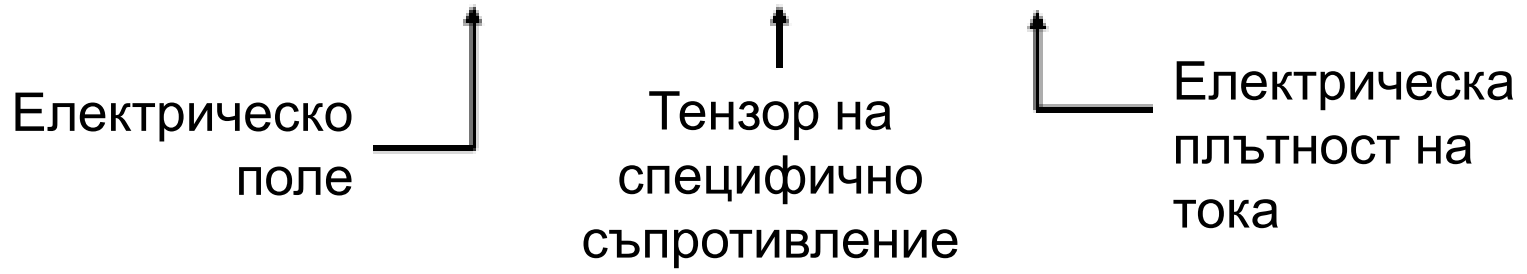 Електрическо
поле
Тензор на
специфично
съпротивление
Електрическа
плътност на
тока